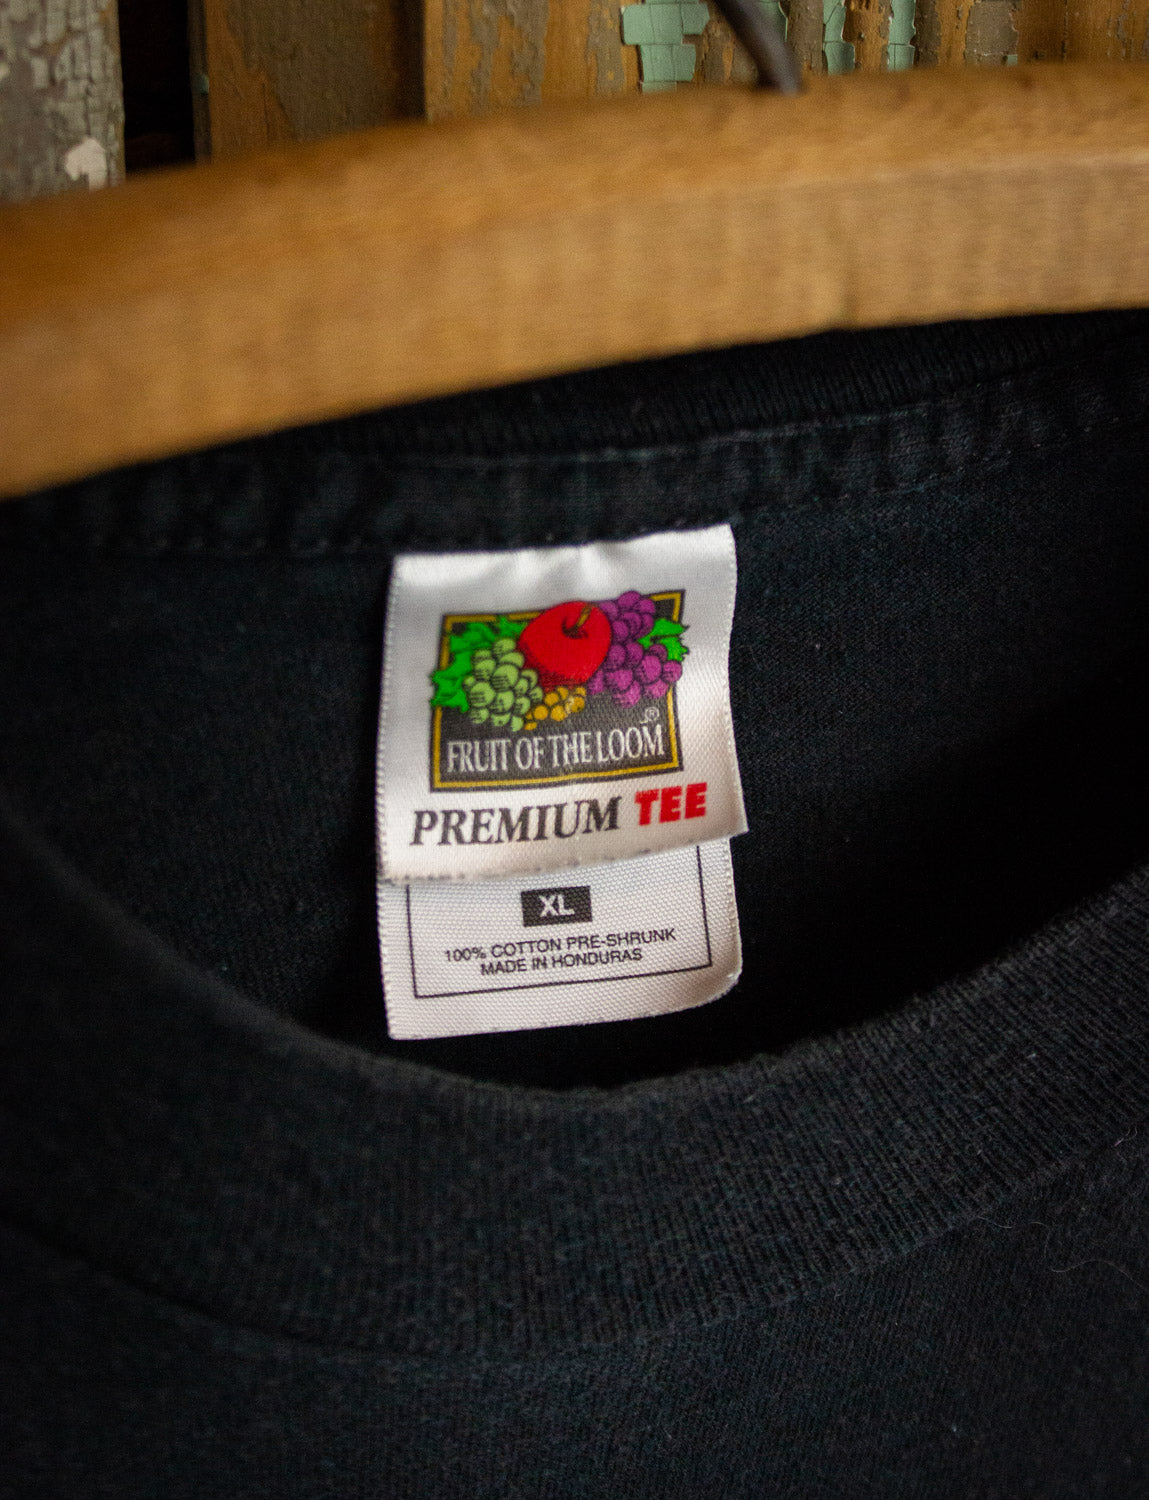 ®
FRUIT OF THE LOOM
PREMIUM TEE
XL
100% COTTON PRE-SHRUNK
MADE IN HONDURAS